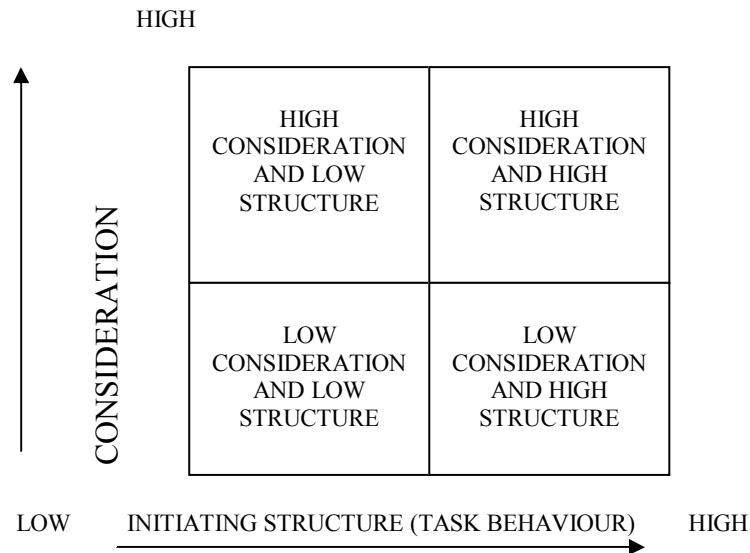 HIGH
HIGH
CONSIDERATION
AND LOW
STRUCTURE
HIGH
CONSIDERATION
AND HIGH
STRUCTURE
CONSIDERATION
LOW
CONSIDERATION
AND LOW
STRUCTURE
LOW
CONSIDERATION
AND HIGH
STRUCTURE
LOW
INITIATING STRUCTURE (TASK BEHAVIOUR)
HIGH